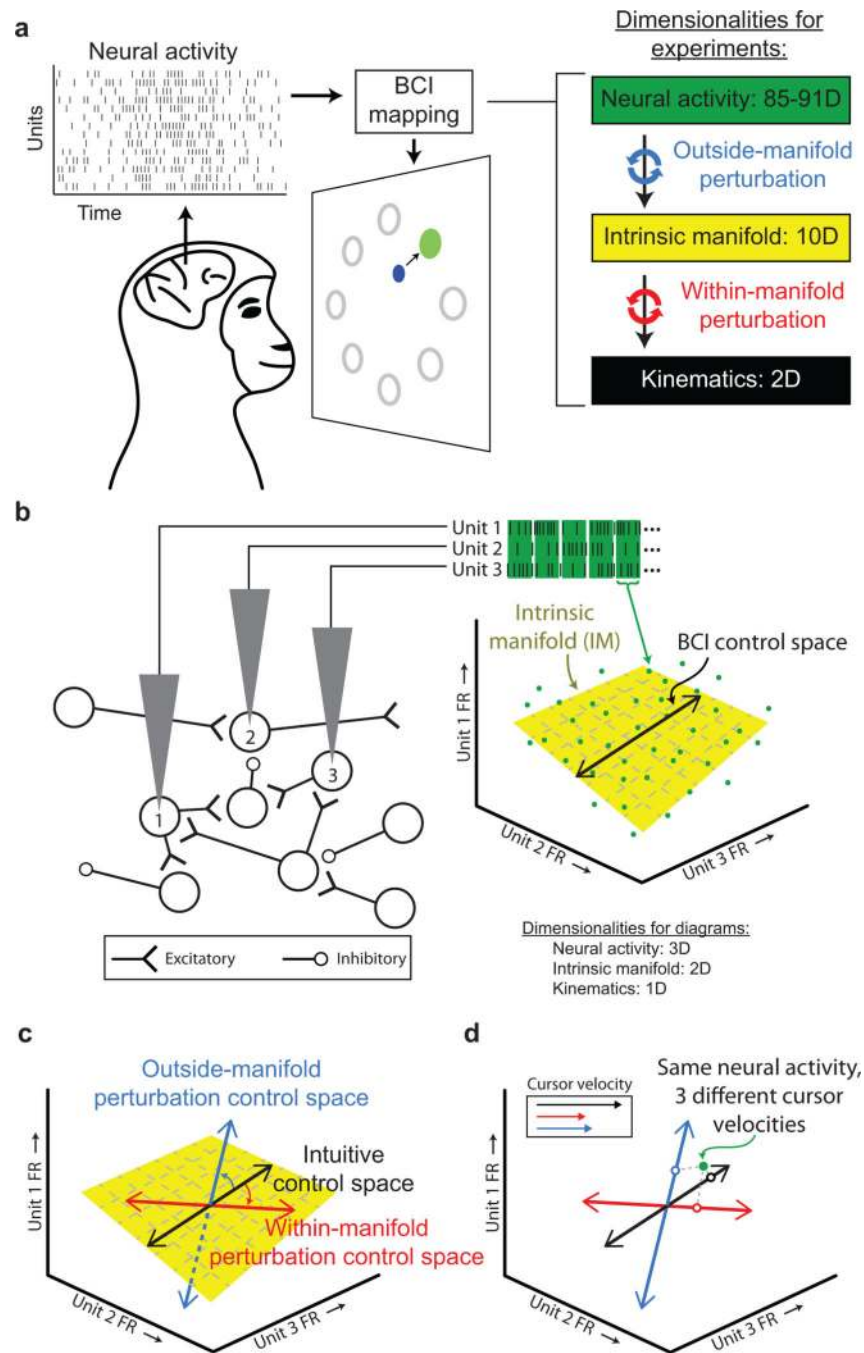 a
Neural activity
Units
Time
BCI
mapping
Dimensionalities for
experiments:
Neural activity: 85-91D
Outside-manifold
perturbation
Intrinsic manifold: 10D
Within-manifold
perturbation
Kinematics: 2D
b
Unit 1
Unit 2
Unit 3
2
3
1
Excitatory
Inhibitory
Intrinsic
manifold (IM)
BCI control space
Unit 1 FR →
Unit 2 FR →
Unit 3 FR →
Dimensionalities for diagrams:
Neural activity: 3D
Intrinsic manifold: 2D
Kinematics: 1D
c
Outside-manifold
perturbation control space
Intuitive
control space
Within-manifold
perturbation control space
Unit 1 FR →
Unit 2 FR →
Unit 3 FR →
d
Cursor velocity
Same neural activity,
3 different cursor
velocities
Unit 1 FR →
Unit 2 FR →
Unit 3 FR →